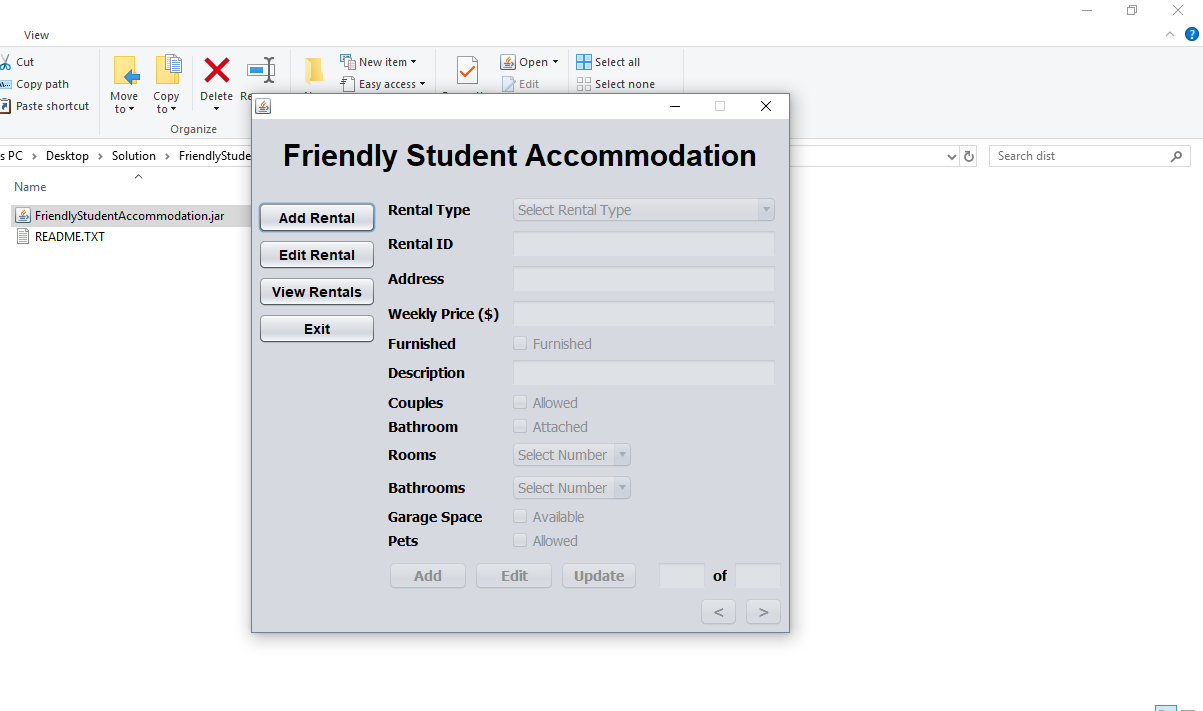 View
Cut
Copy path
Paste shortcut
Move to
Copy to
Delete
New item
Easy access
Open
Edit
Select all
Select none
Organize
PC > Desktop > Solution > FriendlyStude
Search dist
Name
FriendlyStudentAccommodation.jar
README.TXT
Friendly Student Accommodation
Add Rental
Edit Rental
View Rentals
Exit
Rental Type Select Rental Type
Rental ID
Address
Weekly Price ($)
Furnished Furnished
Description
Couples Allowed
Bathroom Attached
Rooms Select Number
Bathrooms Select Number
Garage Space Available
Pets Allowed
Add Edit Update of
< >